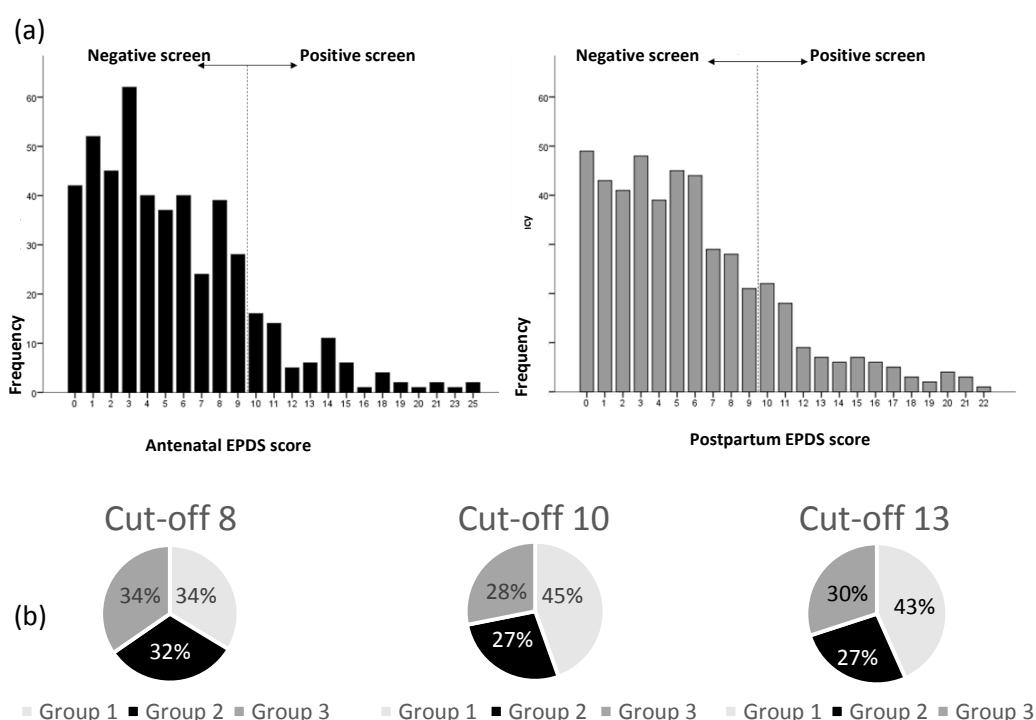 (a)
Negative screen Positive screen
60
50
40
30
20
10
0
Frequency
0 1 2 3 4 5 6 7 8 9 10 11 12 13 14 15 16 18 19 21 23 25
Antenatal EPDS score
Negative screen Positive screen
60
50
40
Frequency
0 1 2 3 4 5 6 7 8 9 10 11 12 13 14 15 16 17 18 19 20 21 22
Postpartum EPDS score
(b)
Cut-off 8
34% 34%
32%
Group 1 Group 2 Group 3
Cut-off 10
28% 45%
27%
Group 1 Group 2 Group 3
Cut-off 13
30% 43%
27%
Group 1 Group 2 Group 3